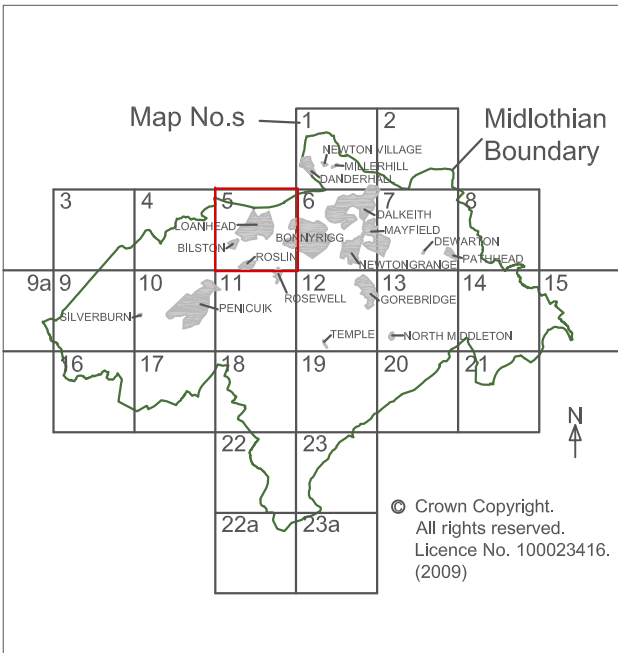 Map No.s
1
2
Midlothian
Boundary
NEWTON VILLAGE
MILLERHILL
DANDERHALL
3
4
5
6
7
8
LOANHEAD
DALKEITH
BILSTON
BONNYRIGG
MAYFIELD
DEWARTON
ROSLIN
NEWTONGRANGE
PATHHEAD
9a
9
10
11
12
13
14
15
SILVERBURN
PENICUIK
ROSEWELL
GOREBRIDGE
TEMPLE
NORTH MIDDLETON
16
17
18
19
20
21
N
22
23
© Crown Copyright.
All rights reserved.
Licence No. 100023416.
(2009)
22a
23a